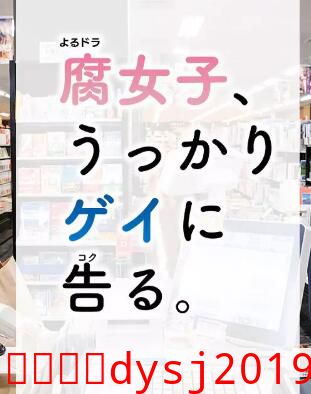 よるドラ
腐女子、
うっかり
ゲイに
コク
告る。
dysj2019